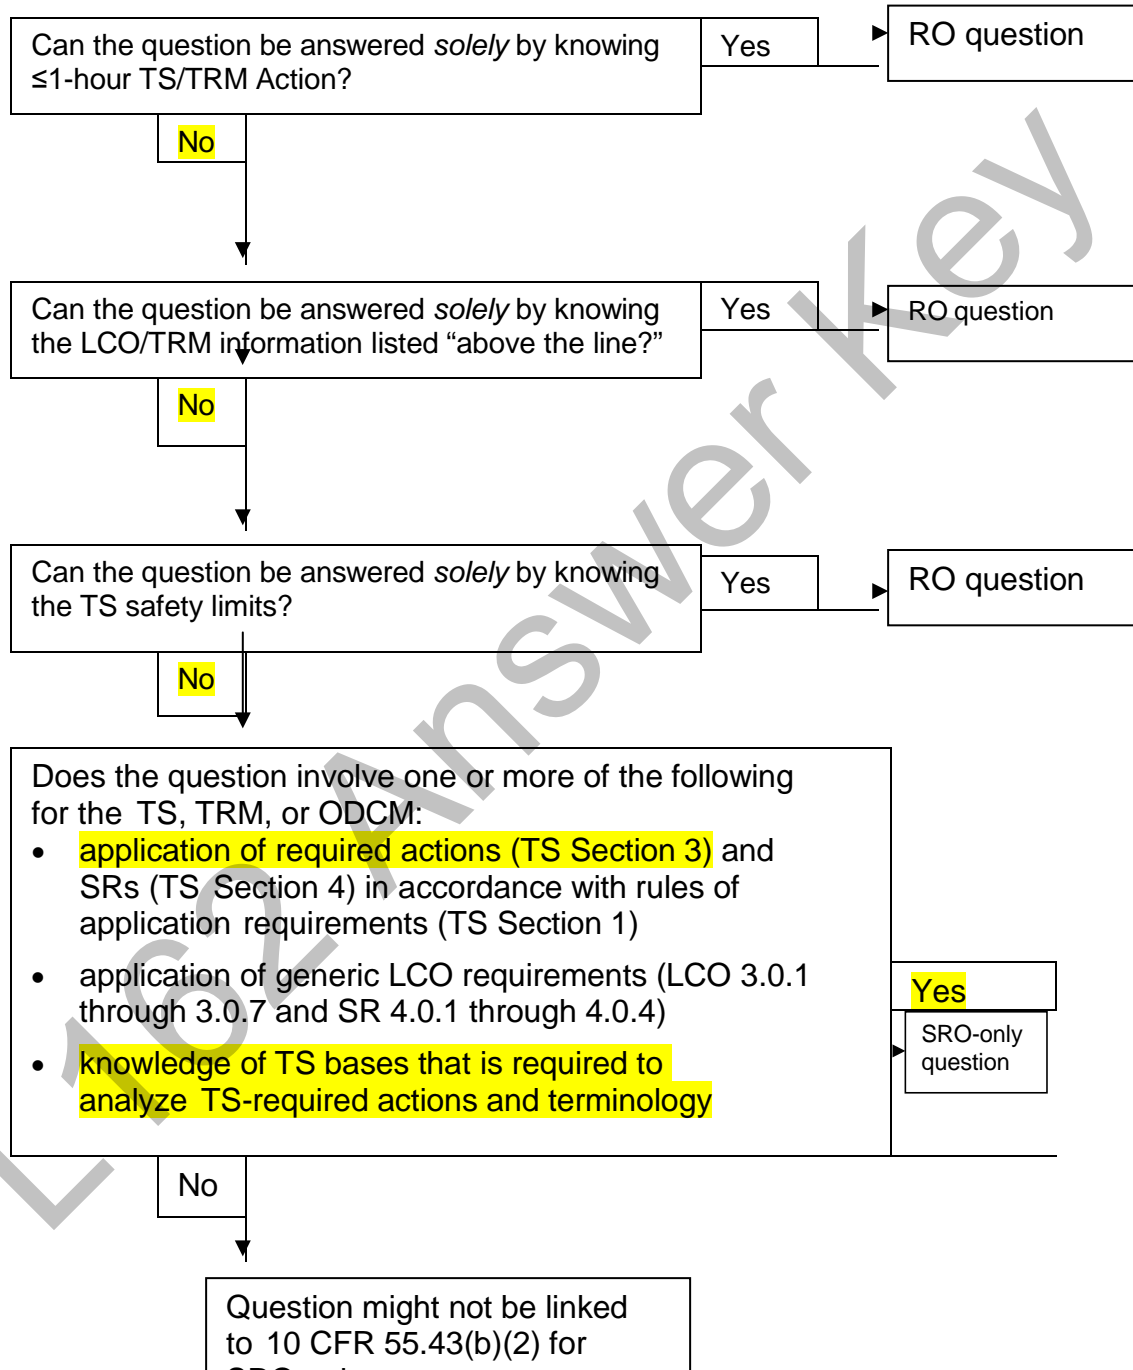 Can the question be answered solely by knowing
≤1-hour TS/TRM Action?
Yes
RO question
No
Can the question be answered solely by knowing
the LCO/TRM information listed “above the line?”
Yes
RO question
No
Can the question be answered solely by knowing
the TS safety limits?
Yes
RO question
No
Does the question involve one or more of the following
for the TS, TRM, or ODCM:
• application of required actions (TS Section 3) and
SRs (TS Section 4) in accordance with rules of
application requirements (TS Section 1)
• application of generic LCO requirements (LCO 3.0.1
through 3.0.7 and SR 4.0.1 through 4.0.4)
• knowledge of TS bases that is required to
analyze TS-required actions and terminology
Yes
SRO-only
question
No
Question might not be linked
to 10 CFR 55.43(b)(2) for
L162 Answer Key